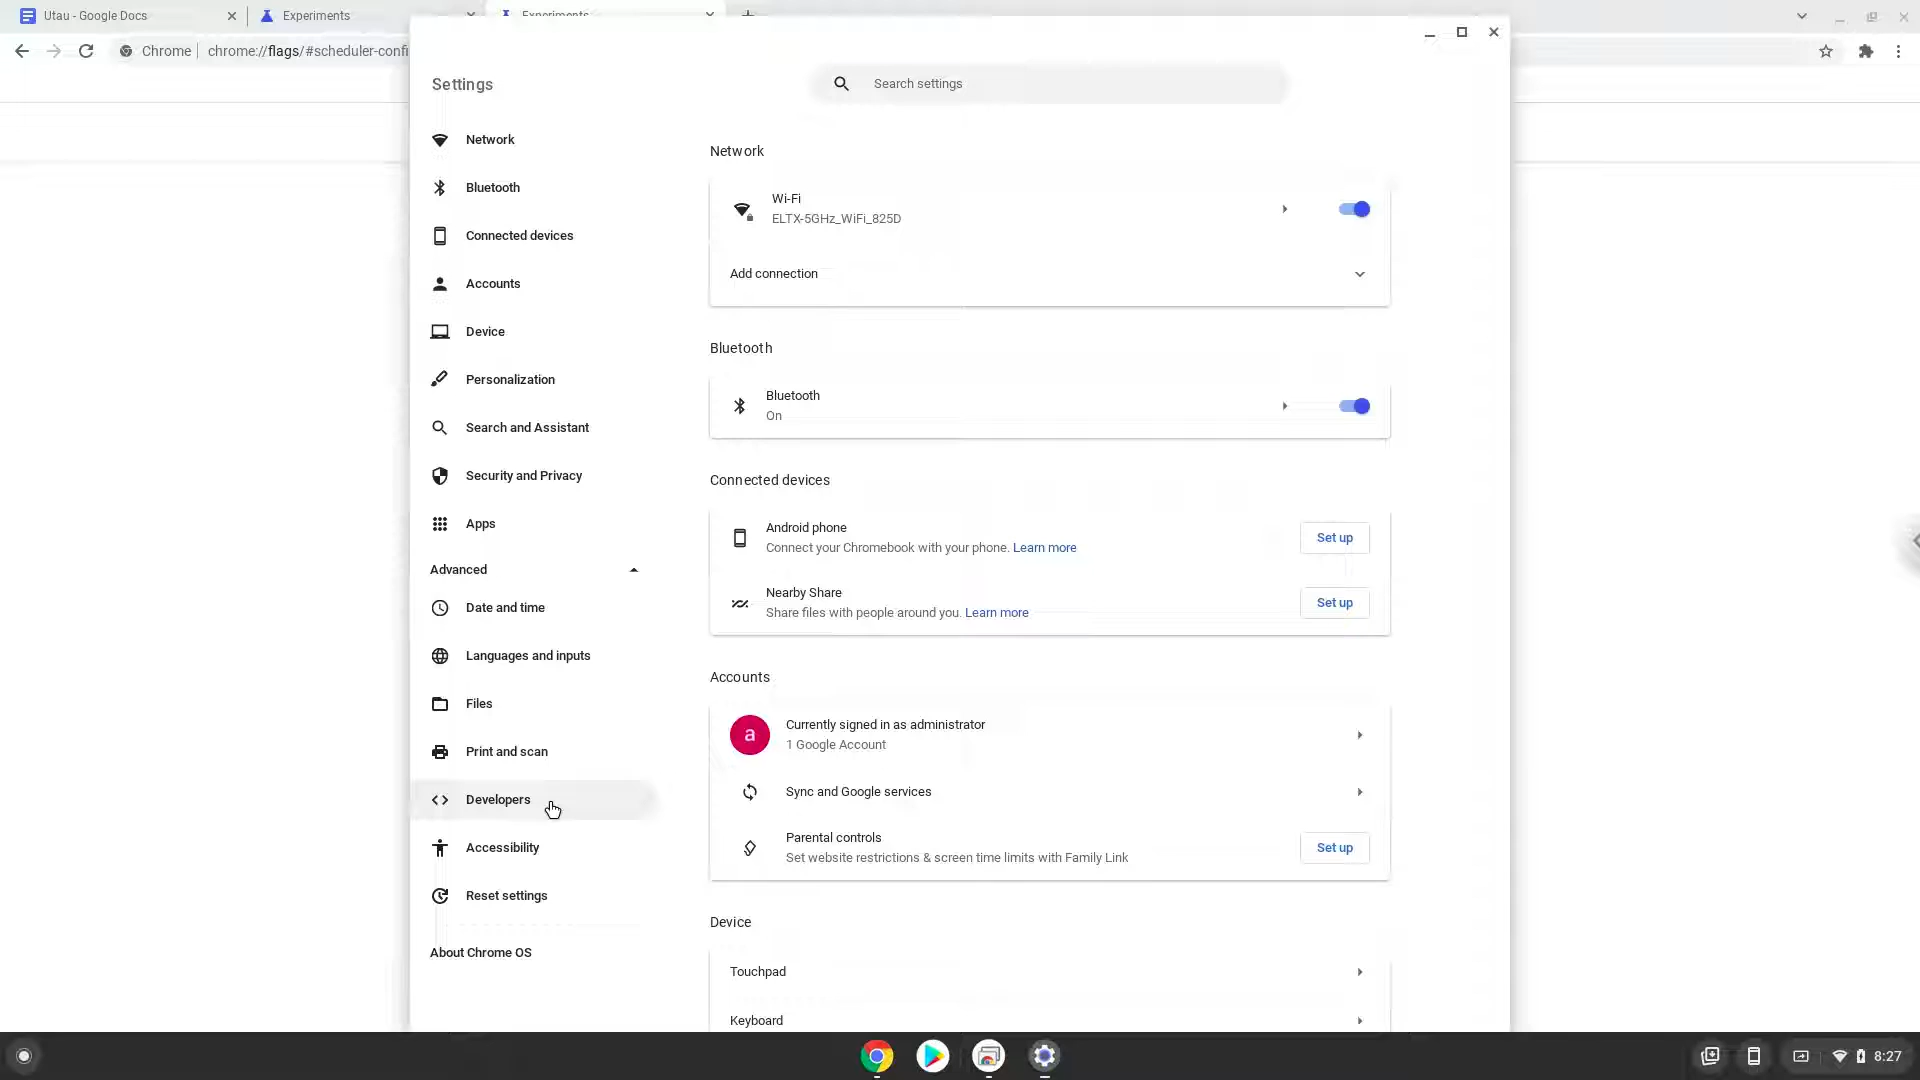 Utau - Google Docs
Experiments
Experiments
Chrome
chrome://flags/#scheduler-confi
Settings
Search settings
Network
Bluetooth
Connected devices
Accounts
Device
Personalization
Search and Assistant
Security and Privacy
Apps
Advanced
Date and time
Languages and inputs
Files
Print and scan
Developers
Accessibility
Reset settings
About Chrome OS
Network
Wi-Fi
ELTX-5GHz_WiFi_825D
Add connection
Bluetooth
Bluetooth
On
Connected devices
Android phone
Connect your Chromebook with your phone. Learn more
Set up
Nearby Share
Share files with people around you. Learn more
Set up
Accounts
a
Currently signed in as administrator
1 Google Account
Sync and Google services
Parental controls
Set website restrictions & screen time limits with Family Link
Set up
Device
Touchpad
Keyboard
8:27